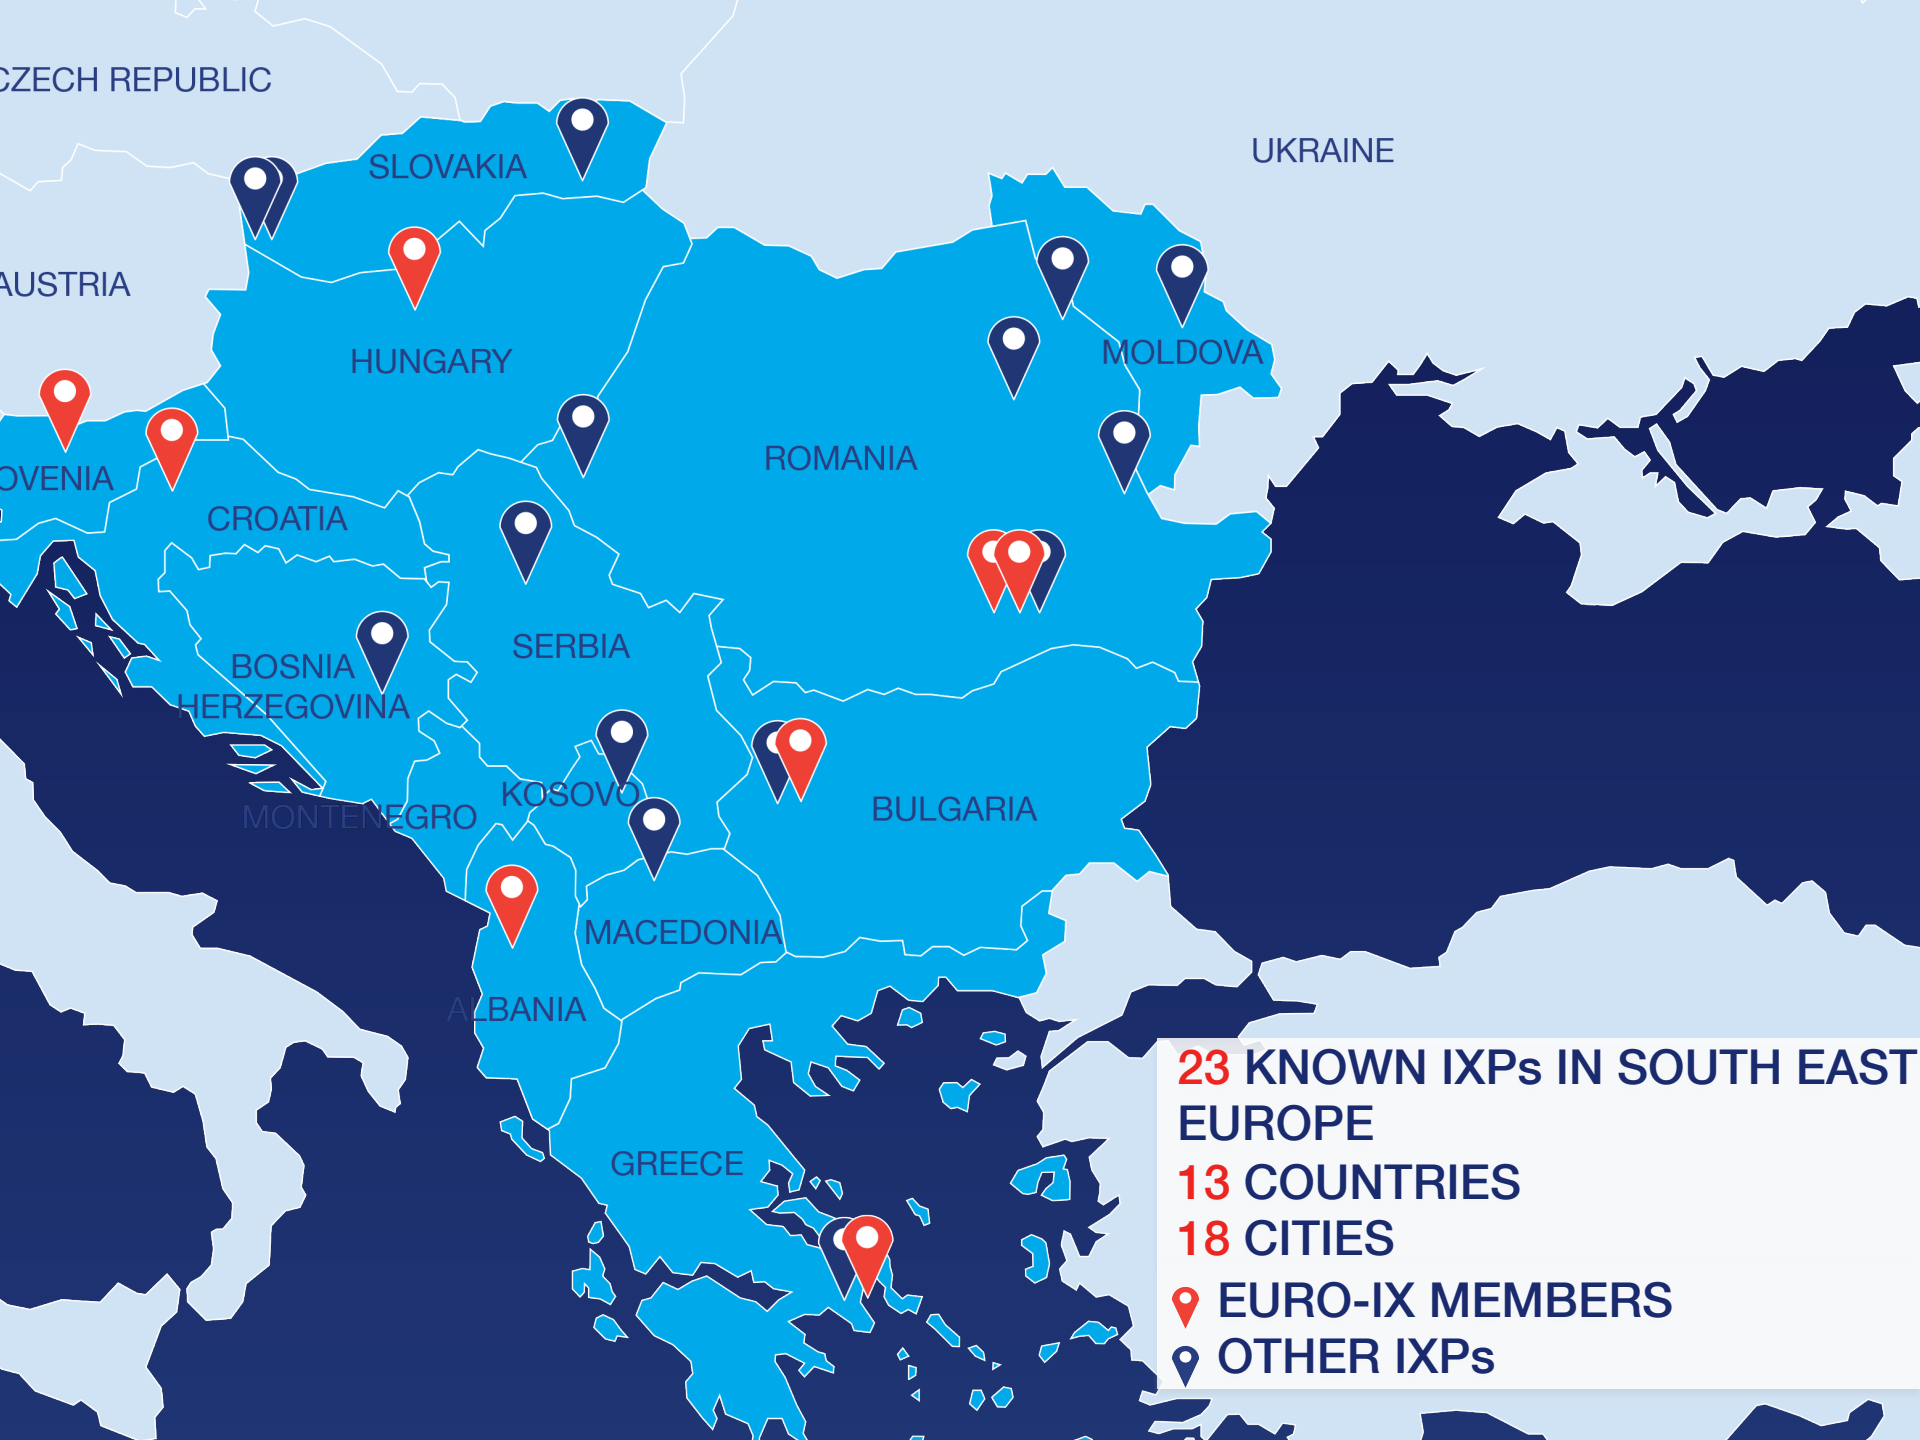 CZECH REPUBLIC
UKRAINE
SLOVAKIA
AUSTRIA
MOLDOVA
HUNGARY
ROMANIA
OVENIA
CROATIA
SERBIA
BOSNIA
HERZEGOVINA
KOSOVO
BULGARIA
MONTENEGRO
MACEDONIA
ALBANIA
GREECE
23 KNOWN IXPs IN SOUTH EAST
EUROPE
13 COUNTRIES
18 CITIES
EURO-IX MEMBERS
OTHER IXPs